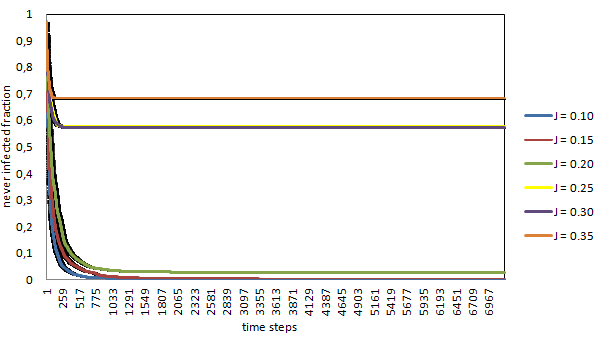 never infected fraction
1
0,9
0,8
0,7
0,6
0,5
0,4
0,3
0,2
0,1
0
1 259 517 775 1033 1291 1549 1807 2065 2323 2581 2839 3097 3355 3613 3871 4129 4387 4645 4903 5161 5419 5677 5935 6193 6451 6709 6967
time steps
J = 0.10
J = 0.15
J = 0.20
J = 0.25
J = 0.30
J = 0.35